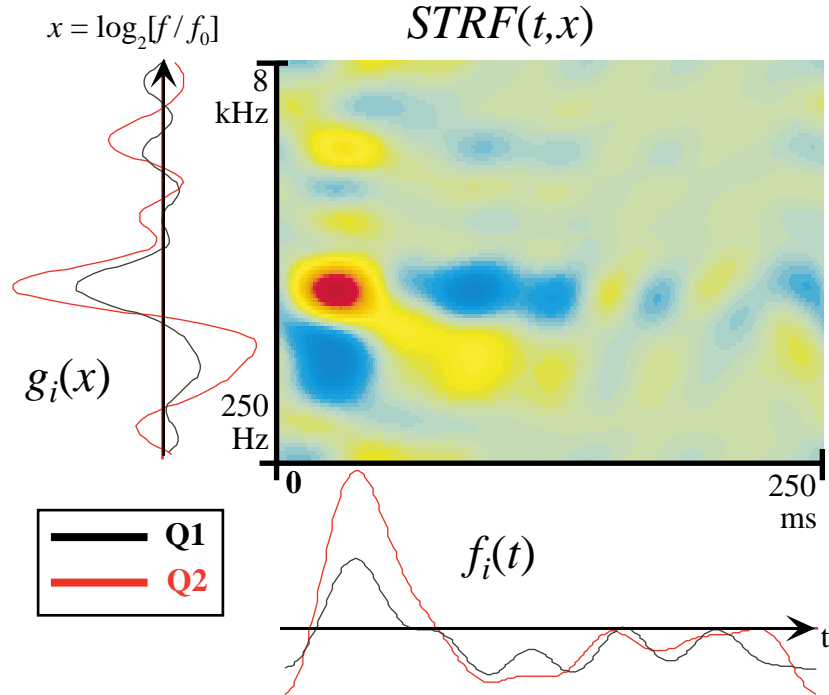 x = log₂[f / f₀]
STRF(t,x)
8
kHz
gᵢ(x)
250
Hz
0
250
ms
Q1
Q2
fᵢ(t)
t